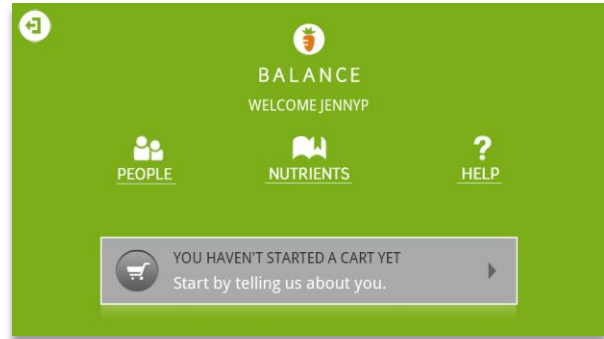 BALANCE
WELCOME JENNYP
PEOPLE
NUTRIENTS
?
HELP
YOU HAVEN'T STARTED A CART YET
Start by telling us about you.